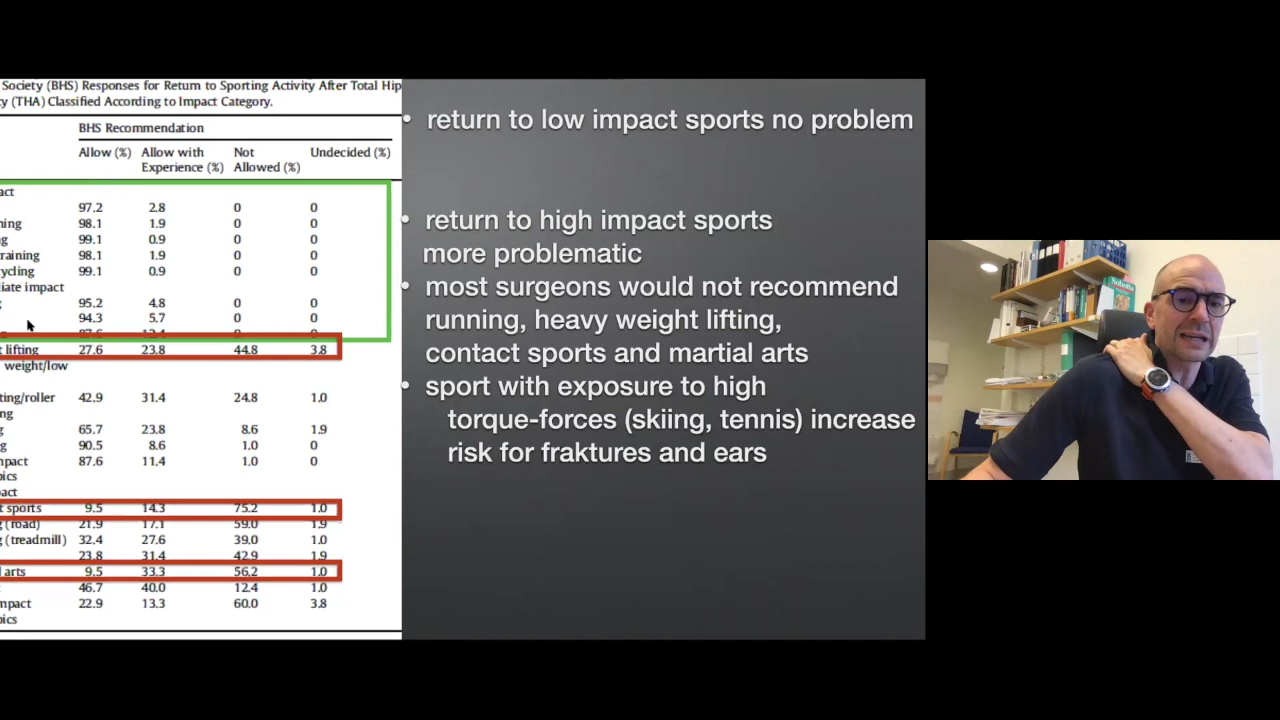 Society (BHS) Responses for Return to Sporting Activity After Total Hip
(THA) Classified According to Impact Category.
BHS Recommendation
Allow (%) Allow with Experience (%) Not Allowed (%) Undecided (%)
97.2 2.8 0 0
98.1 1.9 0 0
99.1 0.9 0 0
raining 98.1 1.9 0 0
ycling 99.1 0.9 0 0
diate impact
95.2 4.8 0 0
94.3 5.7 0 0
t lifting 27.6 23.8 44.8 3.8
weight/low
ting/roller 42.9 31.4 24.8 1.0
65.7 23.8 8.6 1.9
90.5 8.6 1.0 0
mpact 87.6 11.4 1.0 0
t sports 9.5 14.3 75.2 1.0
(road) 21.9 17.1 59.0 1.9
(treadmill) 32.4 27.6 39.0 1.0
23.8 31.4 42.9 1.9
arts 9.5 33.3 56.2 1.0
46.7 40.0 12.4 1.0
mpact 22.9 13.3 60.0 3.8
• return to low impact sports no problem
• return to high impact sports
more problematic
• most surgeons would not recommend
running, heavy weight lifting,
contact sports and martial arts
• sport with exposure to high
torque-forces (skiing, tennis) increase
risk for fraktures and ears
Sobotta